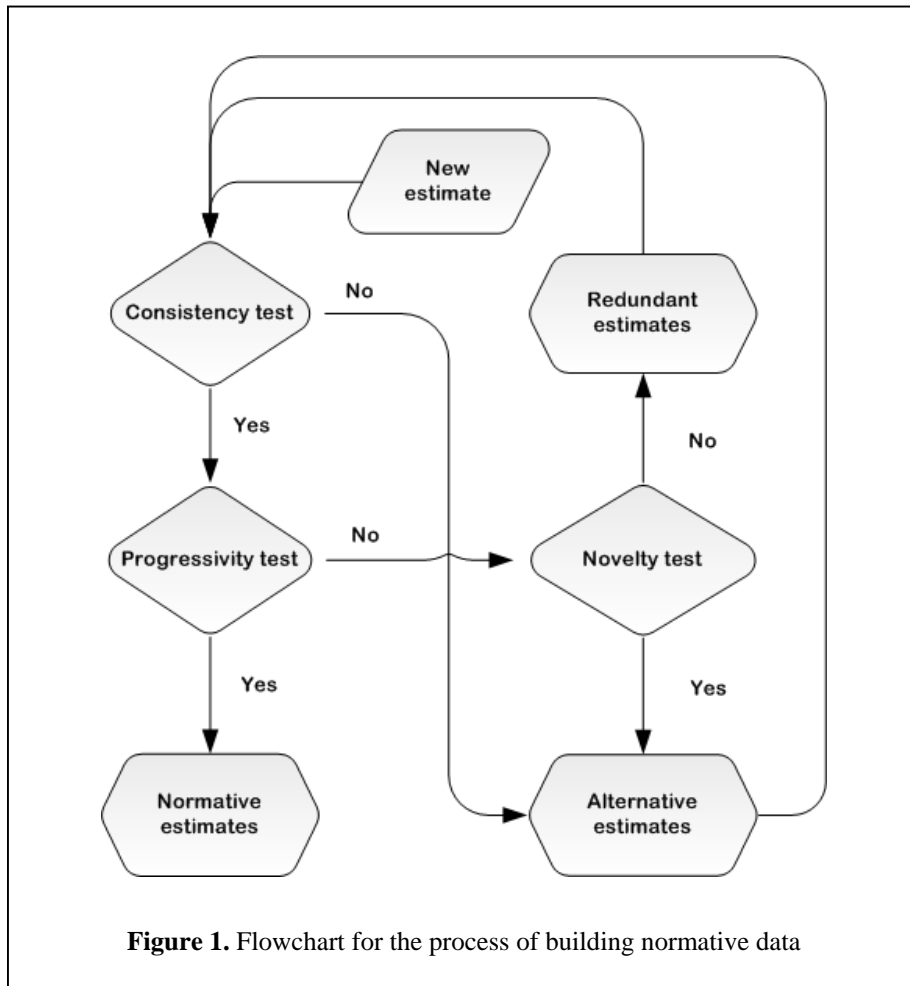 New
estimate
Consistency test
No
Redundant
estimates
Yes
No
Progressivity test
No
Novelty test
Yes
Yes
Normative
estimates
Alternative
estimates
Figure 1. Flowchart for the process of building normative data